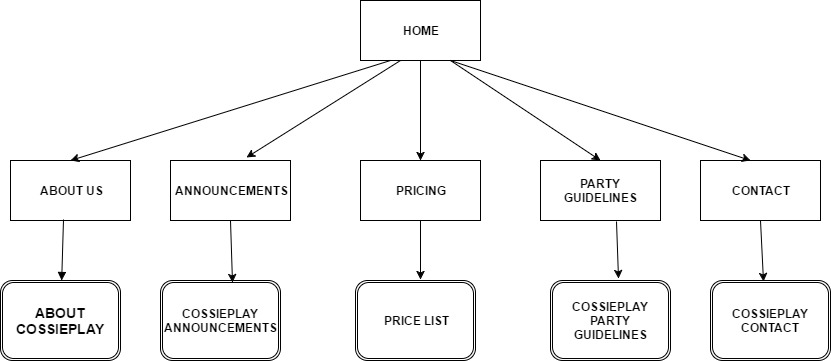 HOME
ABOUT US
ANNOUNCEMENTS
PRICING
PARTY
GUIDELINES
CONTACT
ABOUT
COSSIEPLAY
COSSIEPLAY
ANNOUNCEMENTS
PRICE LIST
COSSIEPLAY
PARTY
GUIDELINES
COSSIEPLAY
CONTACT